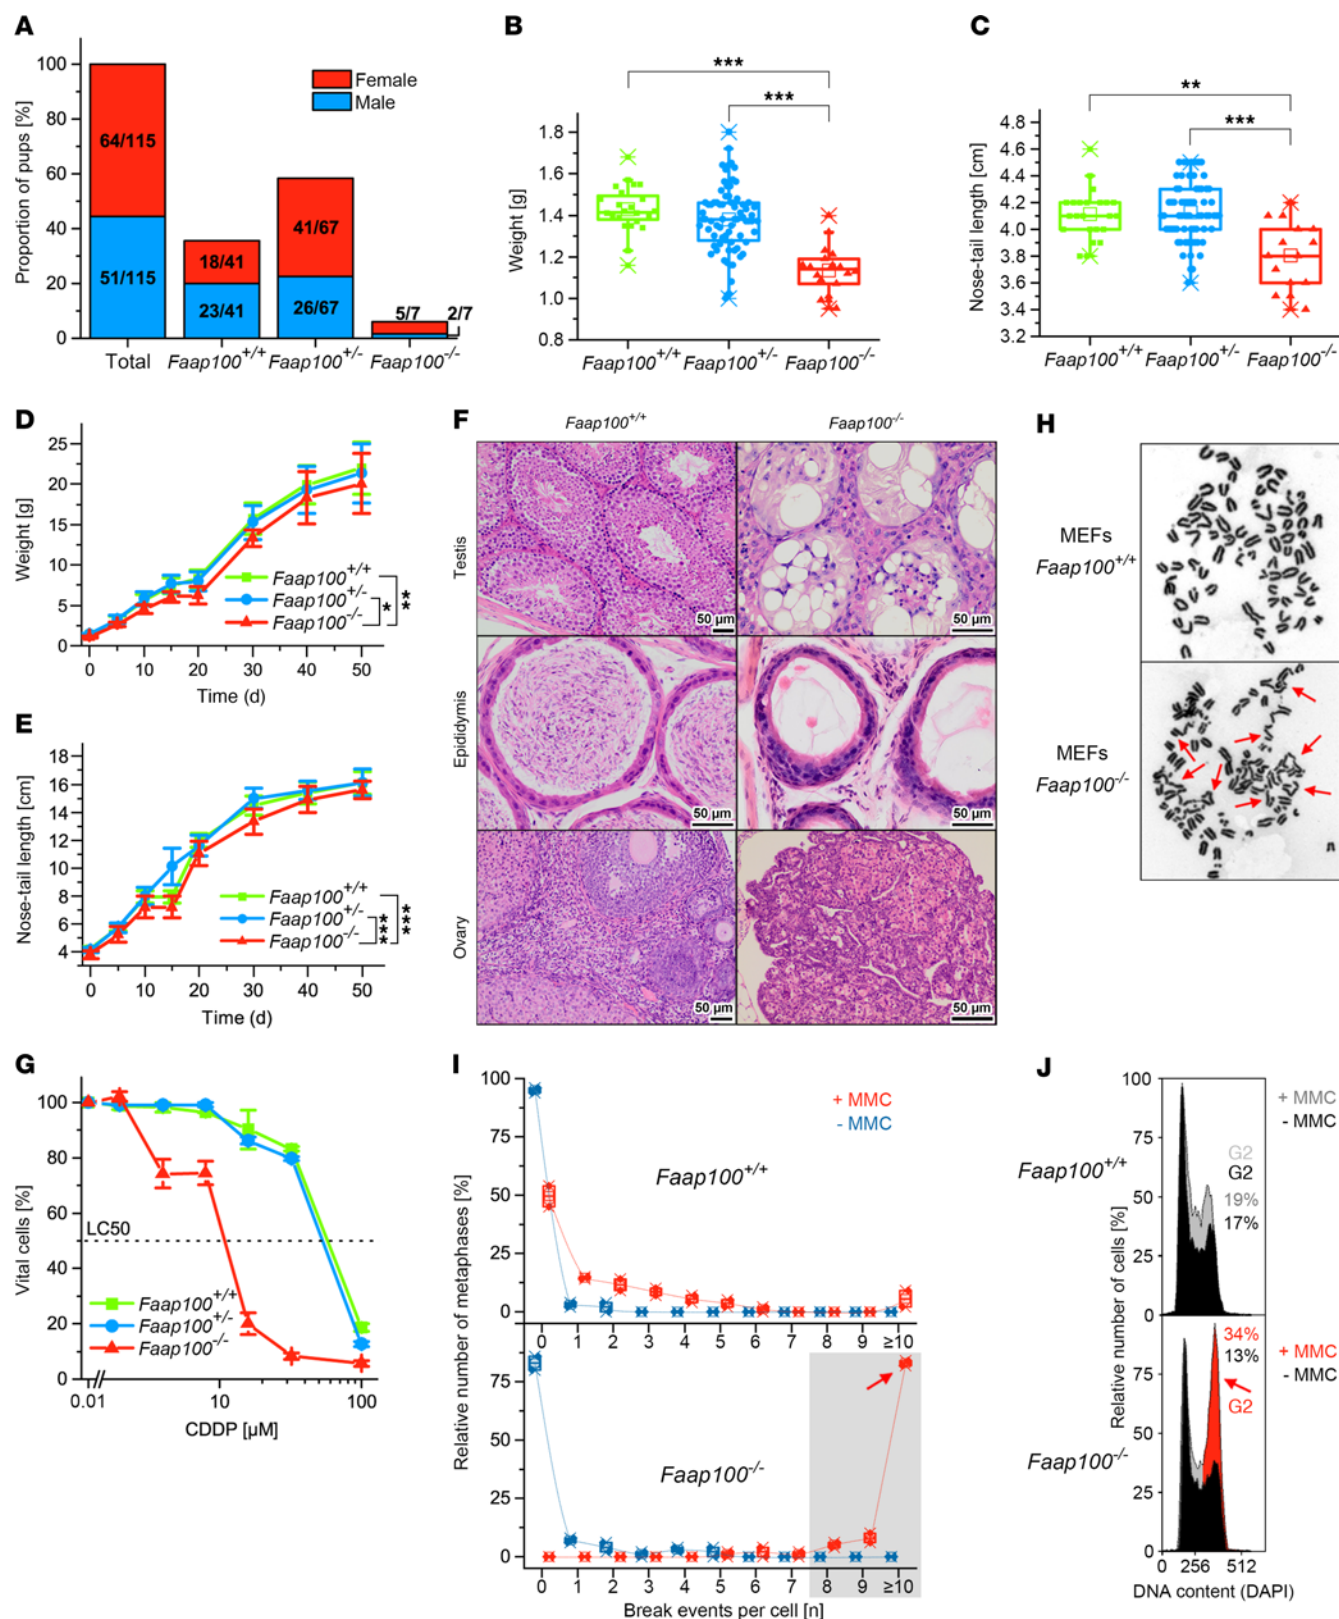 A
Proportion of pups [%]
100
80
60
40
20
0
Female
Male
64/115
51/115
18/41
23/41
41/67
26/67
5/7
2/7
Total
Faap100+/+
Faap100+/-
Faap100-/-
B
***
***
Weight [g]
1.8
1.6
1.4
1.2
1.0
0.8
Faap100+/+
Faap100+/-
Faap100-/-
C
**
***
Nose-tail length [cm]
4.8
4.6
4.4
4.2
4.0
3.8
3.6
3.4
3.2
Faap100+/+
Faap100+/-
Faap100-/-
D
Weight [g]
25
20
15
10
5
0
Faap100+/+
Faap100+/-
Faap100-/-
*
**
0 10 20 30 40 50
Time (d)
E
Nose-tail length [cm]
18
16
14
12
10
8
6
4
Faap100+/+
Faap100+/-
Faap100-/-
***
***
0 10 20 30 40 50
Time (d)
F
Faap100+/+
Faap100-/-
Testis
50 µm
50 µm
Epididymis
50 µm
50 µm
Ovary
50 µm
50 µm
H
MEFs
Faap100+/+
MEFs
Faap100-/-
G
Vital cells [%]
100
80
60
40
20
0
LC50
Faap100+/+
Faap100+/-
Faap100-/-
0.01 10 100
CDDP [µM]
I
Relative number of metaphases [%]
100
75
50
25
0
+ MMC
- MMC
Faap100+/+
0 1 2 3 4 5 6 7 8 9 ≥10
75
50
25
0
Faap100-/-
0 1 2 3 4 5 6 7 8 9 ≥10
Break events per cell [n]
J
Relative number of cells [%]
100
75
50
25
0
+ MMC
- MMC
Faap100+/+
G2
G2
19%
17%
75
50
25
0
34%
13%
+ MMC
- MMC
G2
Faap100-/-
0 256 512
DNA content (DAPI)